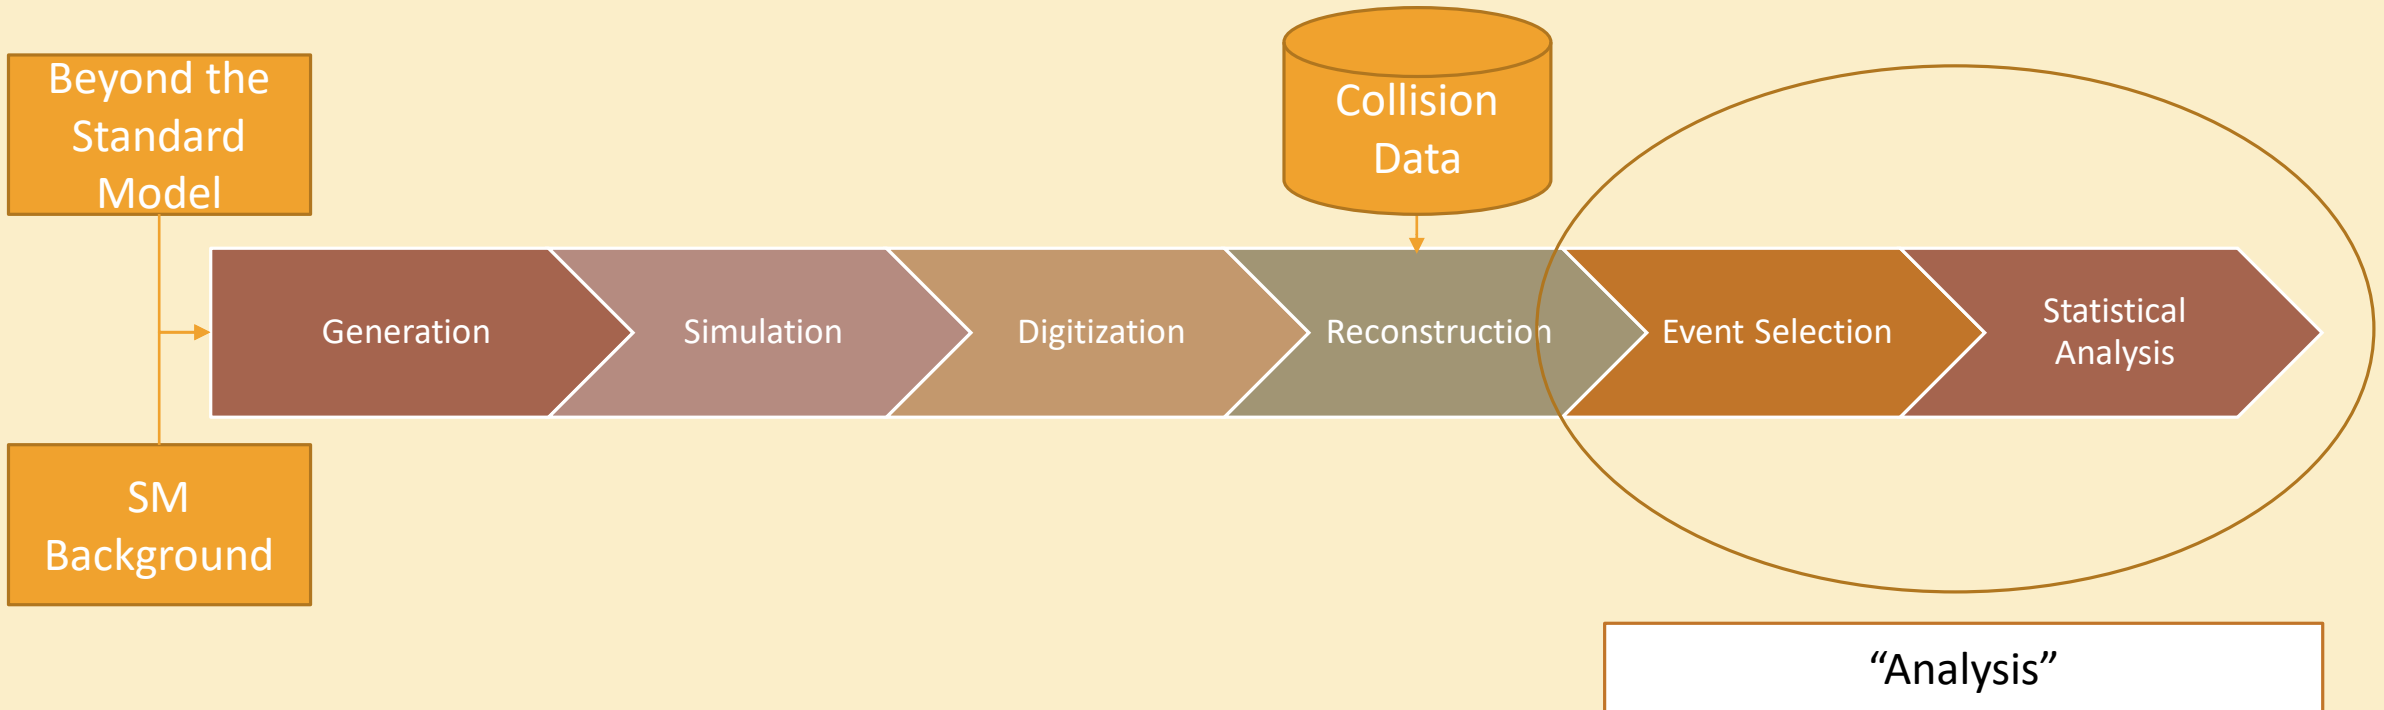 Beyond the
Standard
Model
Collision
Data
Generation
Simulation
Digitization
Reconstruction
Event Selection
Statistical
Analysis
SM
Background
“Analysis”